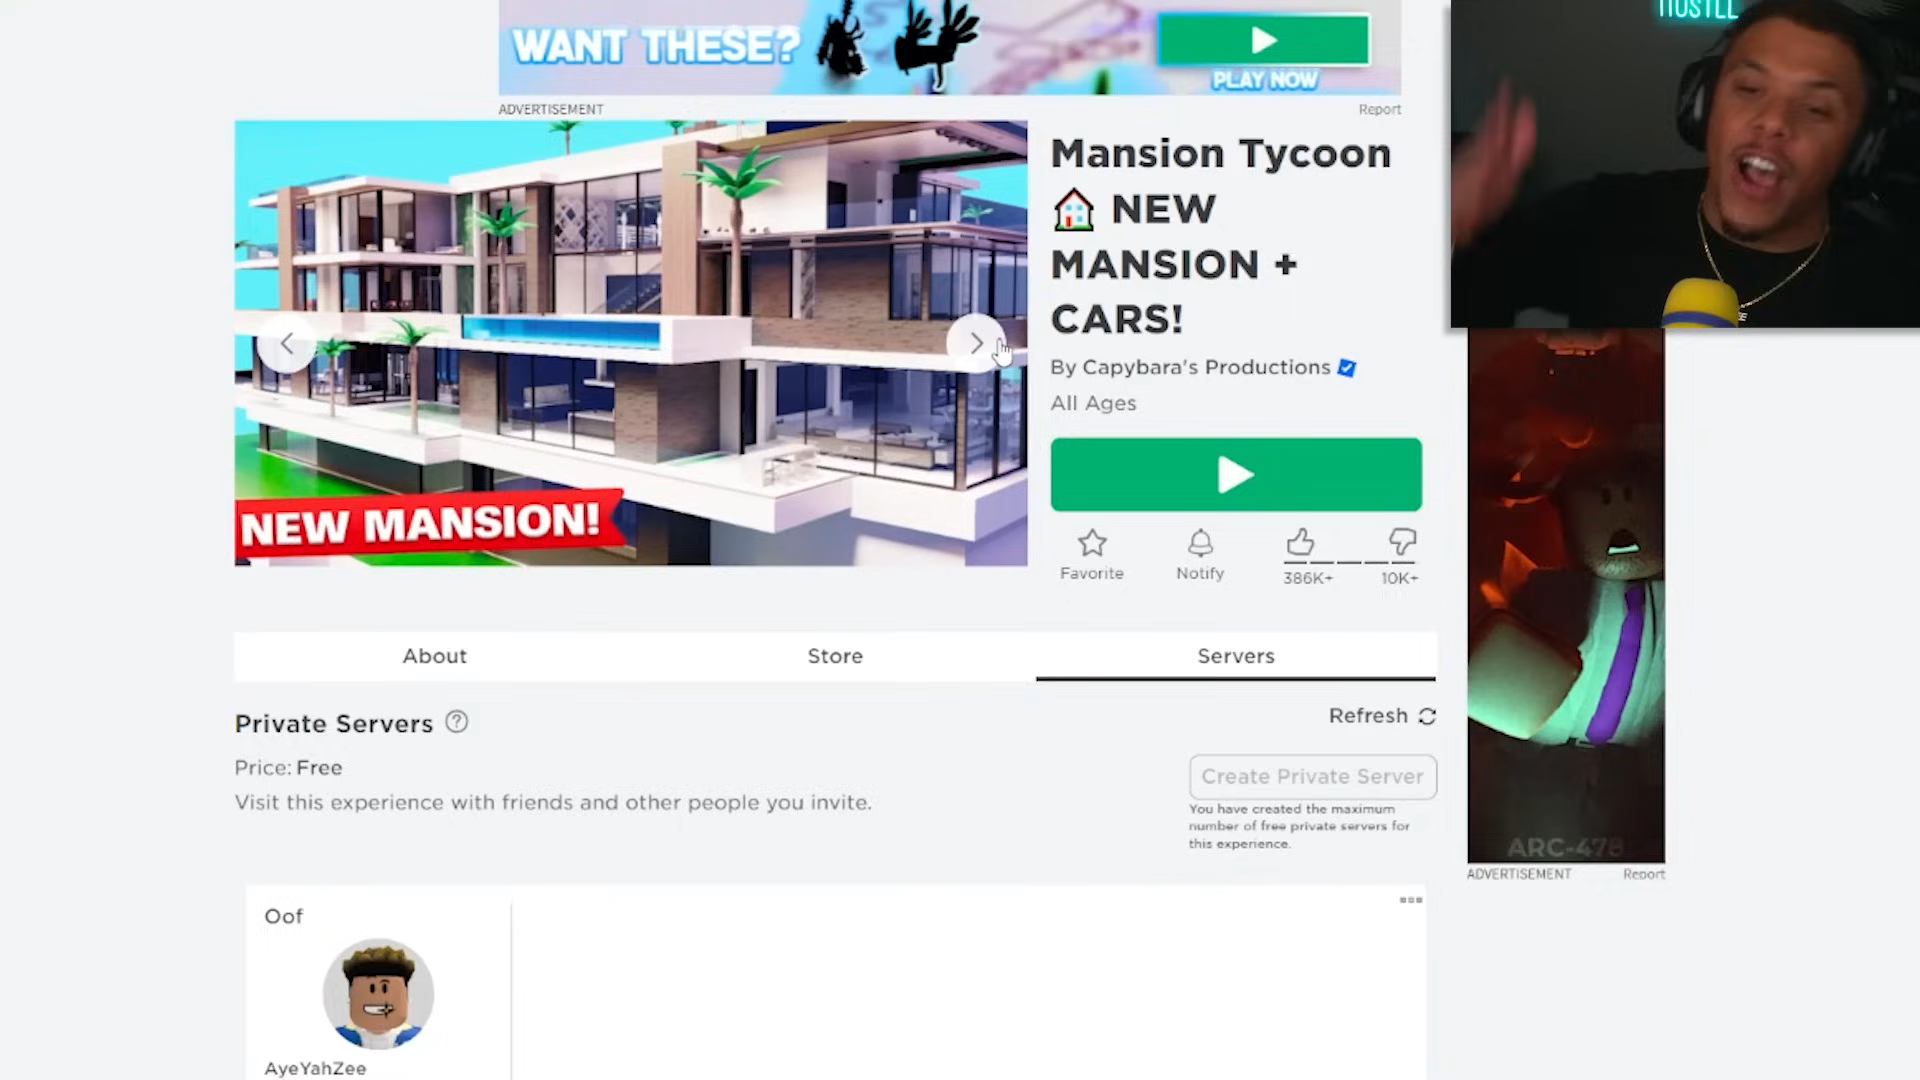 WANT THESE?
PLAY NOW
ADVERTISEMENT
Report
HUSTLE
Mansion Tycoon
🏠 NEW
MANSION +
CARS!
By Capybara's Productions
All Ages
NEW MANSION!
Favorite
Notify
386K+
10K+
About
Store
Servers
Private Servers
Refresh
Price: Free
Visit this experience with friends and other people you invite.
Create Private Server
You have created the maximum
number of free private servers for
this experience.
ARC-478
ADVERTISEMENT
Report
Oof
AyeYahZee